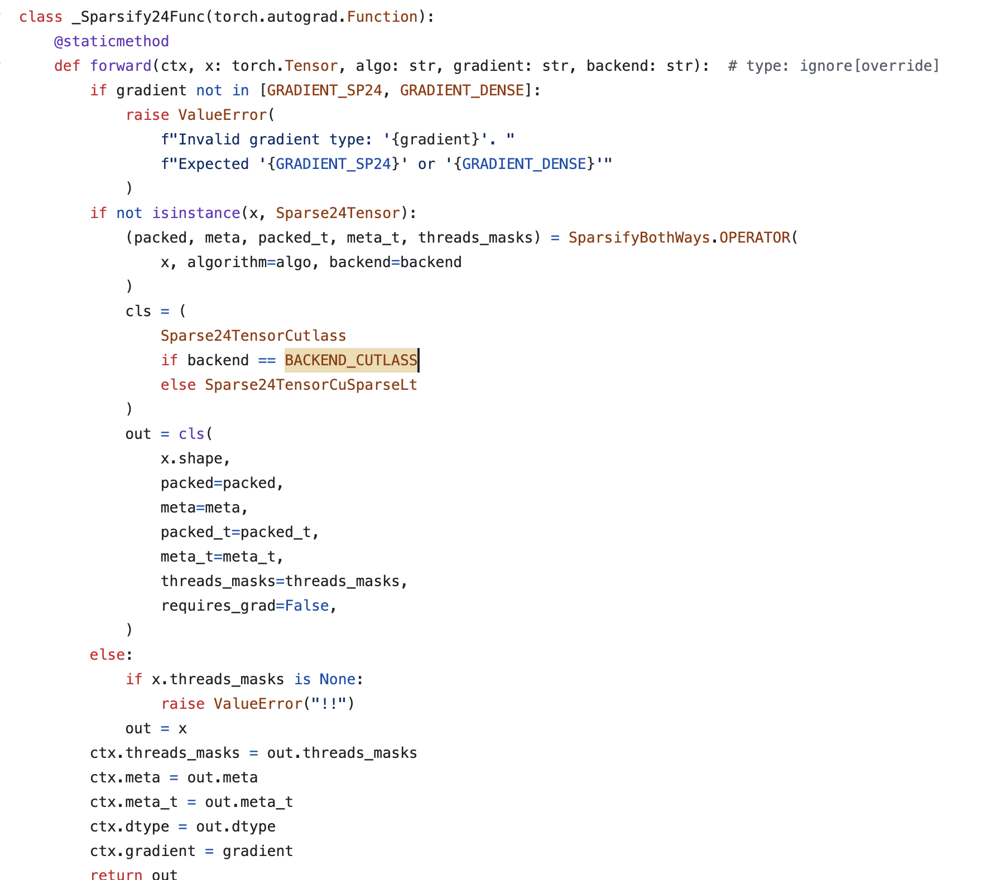 class _Sparsify24Func(torch.autograd.Function):
    @staticmethod
    def forward(ctx, x: torch.Tensor, algo: str, gradient: str, backend: str):  # type: ignore[override]
        if gradient not in [GRADIENT_SP24, GRADIENT_DENSE]:
            raise ValueError(
                f"Invalid gradient type: '{gradient}'. "
                f"Expected '{GRADIENT_SP24}' or '{GRADIENT_DENSE}'"
            )
        if not isinstance(x, Sparse24Tensor):
            (packed, meta, packed_t, meta_t, threads_masks) = SparsifyBothWays.OPERATOR(
                x, algorithm=algo, backend=backend
            )
            cls = (
                Sparse24TensorCutlass
                if backend == BACKEND_CUTLASS
                else Sparse24TensorCuSparseLt
            )
            out = cls(
                x.shape,
                packed=packed,
                meta=meta,
                packed_t=packed_t,
                meta_t=meta_t,
                threads_masks=threads_masks,
                requires_grad=False,
            )
        else:
            if x.threads_masks is None:
                raise ValueError("!!")
            out = x
        ctx.threads_masks = out.threads_masks
        ctx.meta = out.meta
        ctx.meta_t = out.meta_t
        ctx.dtype = out.dtype
        ctx.gradient = gradient
        return out